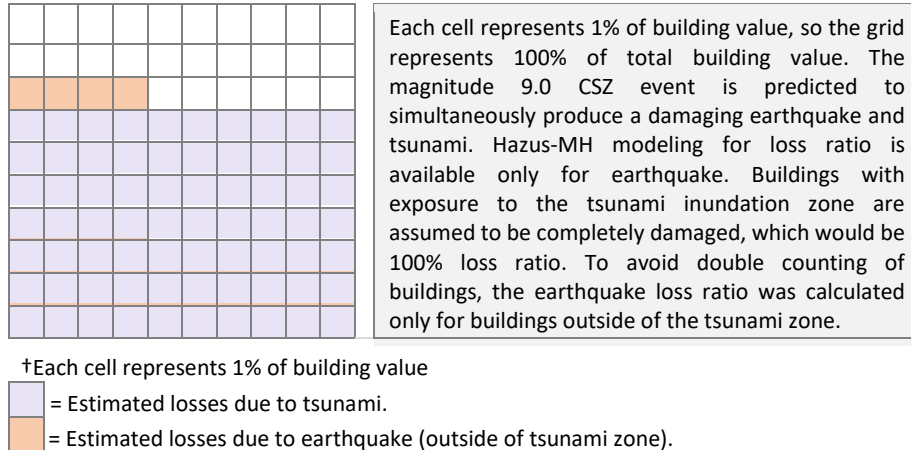 Each cell represents 1% of building value, so the grid
represents 100% of total building value. The
magnitude 9.0 CSZ event is predicted to
simultaneously produce a damaging earthquake and
tsunami. Hazus-MH modeling for loss ratio is
available only for earthquake. Buildings with
exposure to the tsunami inundation zone are
assumed to be completely damaged, which would be
100% loss ratio. To avoid double counting of
buildings, the earthquake loss ratio was calculated
only for buildings outside of the tsunami zone.
†Each cell represents 1% of building value
= Estimated losses due to tsunami.
= Estimated losses due to earthquake (outside of tsunami zone).